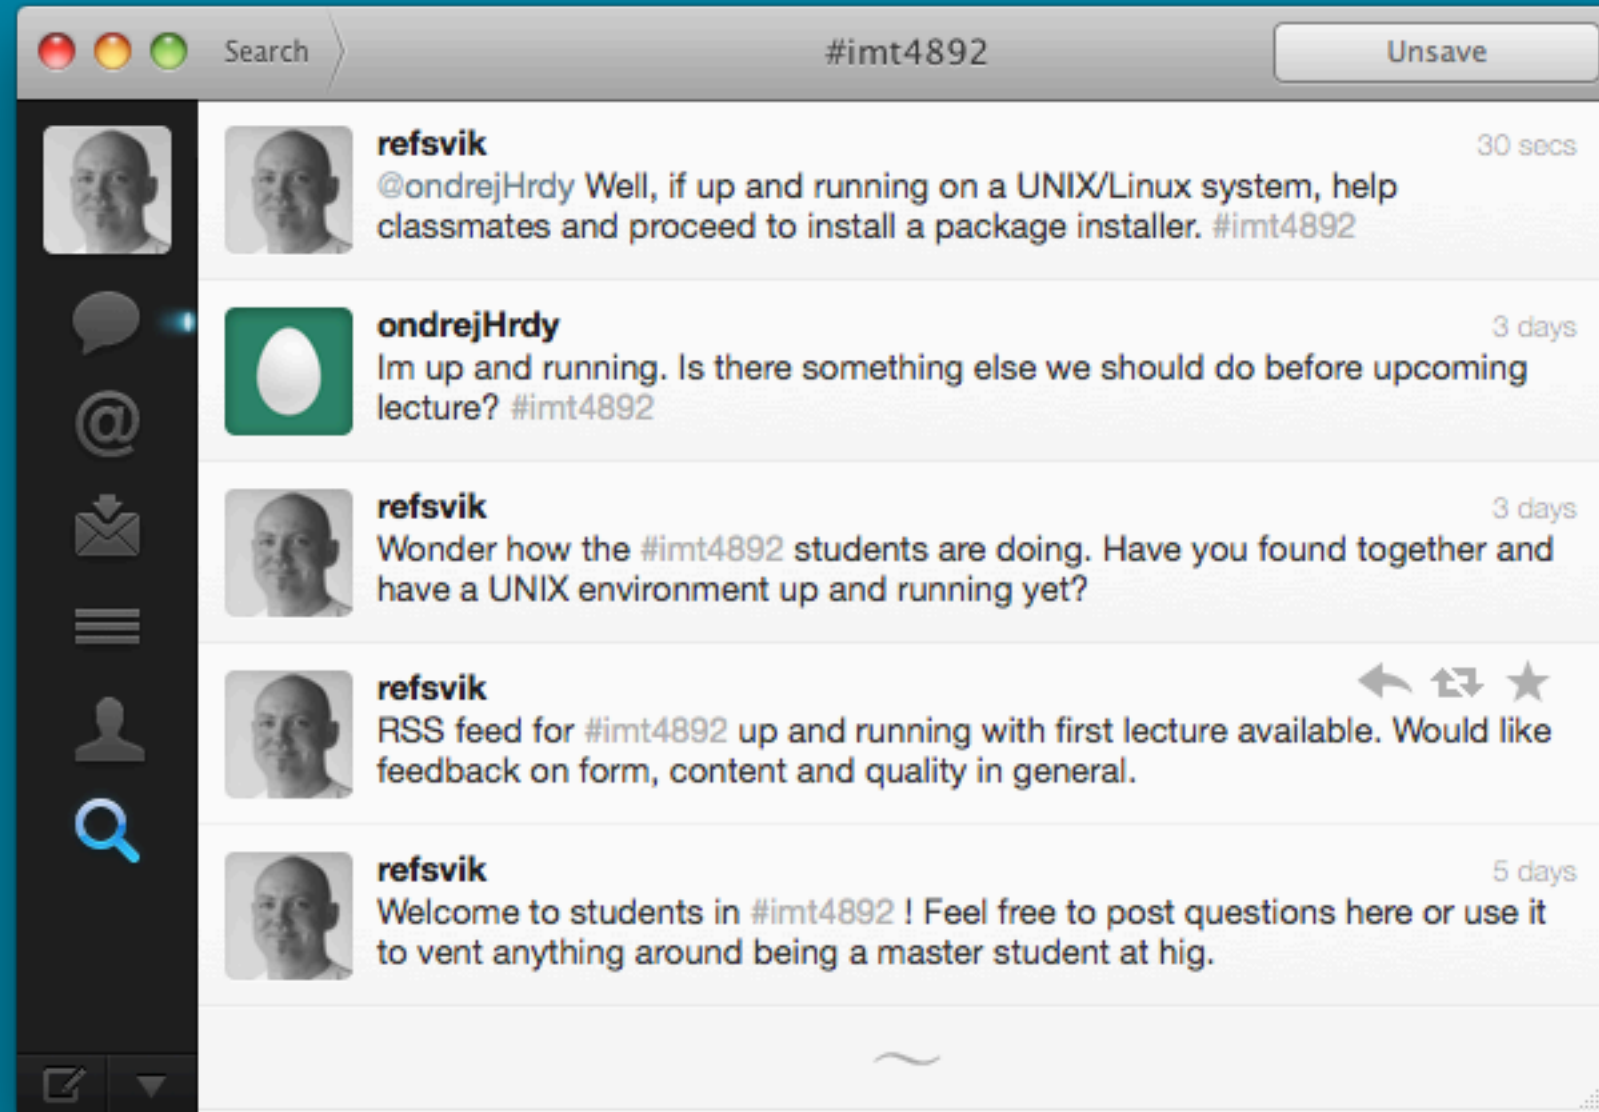 Search
#imt4892
Unsave
refsvik
30 secs
@ondrejHrdy Well, if up and running on a UNIX/Linux system, help
classmates and proceed to install a package installer. #imt4892
ondrejHrdy
3 days
Im up and running. Is there something else we should do before upcoming
lecture? #imt4892
refsvik
3 days
Wonder how the #imt4892 students are doing. Have you found together and
have a UNIX environment up and running yet?
refsvik
RSS feed for #imt4892 up and running with first lecture available. Would like
feedback on form, content and quality in general.
refsvik
5 days
Welcome to students in #imt4892 ! Feel free to post questions here or use it
to vent anything around being a master student at hig.